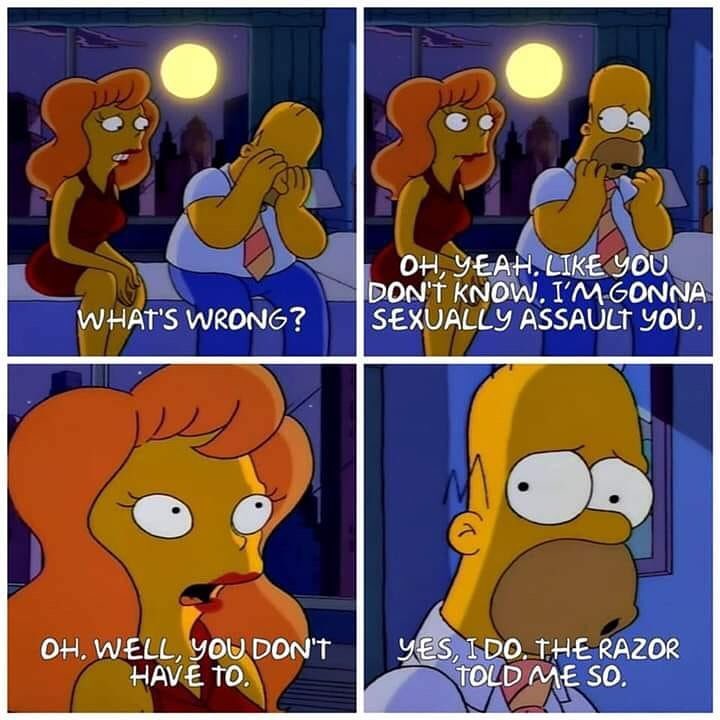 WHAT'S WRONG?
OH, YEAH. LIKE YOU
DON'T KNOW. I'M GONNA
SEXUALLY ASSAULT YOU.
OH. WELL, YOU DON'T
HAVE TO.
YES, I DO. THE RAZOR
TOLD ME SO.